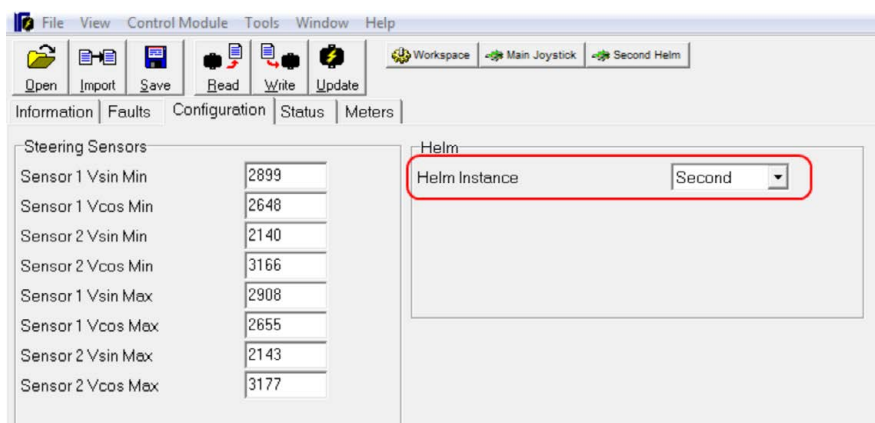 File View Control Module Tools Window Help
Open Import Save Read Write Update Workspace Main Joystick Second Helm
Information Faults Configuration Status Meters
Steering Sensors
Sensor 1 Vsin Min 2899
Sensor 1 Vcos Min 2648
Sensor 2 Vsin Min 2140
Sensor 2 Vcos Min 3166
Sensor 1 Vsin Max 2908
Sensor 1 Vcos Max 2655
Sensor 2 Vsin Max 2143
Sensor 2 Vcos Max 3177
Helm
Helm Instance Second